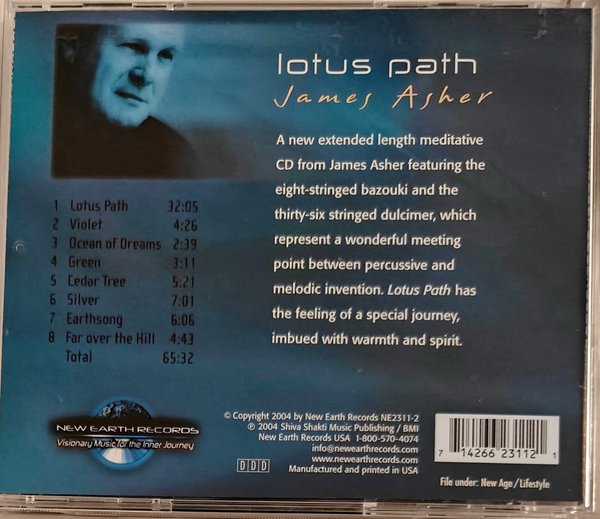 lotus path
James Asher
A new extended length meditative
CD from James Asher featuring the
eight-stringed bazouki and the
thirty-six stringed dulcimer, which
represent a wonderful meeting
point between percussive and
melodic invention. Lotus Path has
the feeling of a special journey,
imbued with warmth and spirit.
1 Lotus Path 32:05
2 Violet 4:26
3 Ocean of Dreams 2:39
4 Green 3:11
5 Cedar Tree 5:21
6 Silver 7:01
7 Earthsong 6:06
8 Far over the Hill 4:43
Total 65:32
NEW EARTH RECORDS
Visionary Music for the Inner Journey
© Copyright 2004 by New Earth Records NE2311-2
℗ 2004 Shiva Shakti Music Publishing / BMI
New Earth Records USA 1-800-570-4074
info@newearthrecords.com
www.newearthrecords.com
Manufactured and printed in USA
DDD
7 14266 23112 1
File under: New Age / Lifestyle